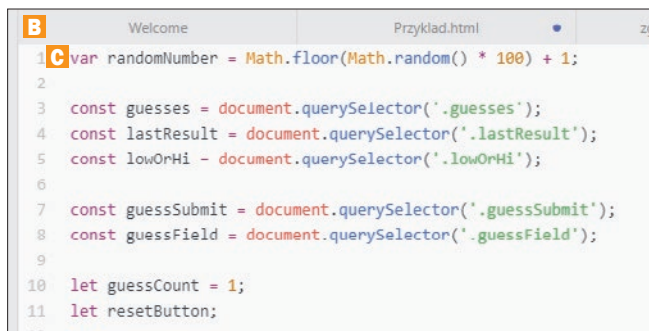 B Welcome Przyklad.html zg
1 C var randomNumber = Math.floor(Math.random() * 100) + 1;
2
3 const guesses = document.querySelector('.guesses');
4 const lastResult = document.querySelector('.lastResult');
5 const lowOrHi – document.querySelector('.lowOrHi');
6
7 const guessSubmit = document.querySelector('.guessSubmit');
8 const guessField = document.querySelector('.guessField');
9
10 let guessCount = 1;
11 let resetButton;